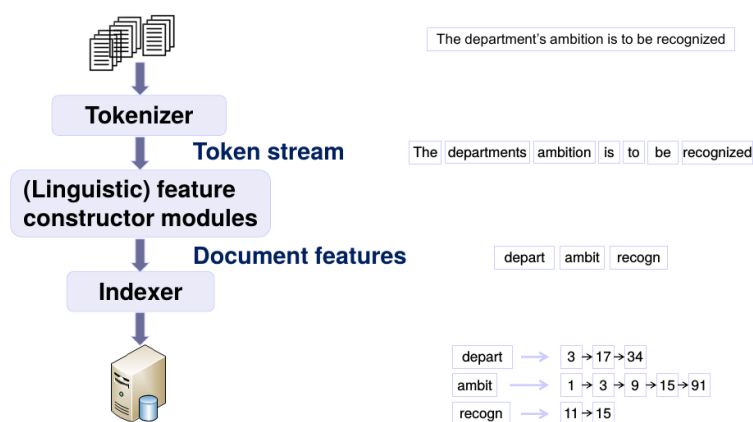 The department's ambition is to be recognized
Tokenizer
Token stream
The departments ambition is to be recognized
(Linguistic) feature
constructor modules
Document features
depart ambit recogn
Indexer
depart 3 17 34
ambit 1 3 9 15 91
recogn 11 15